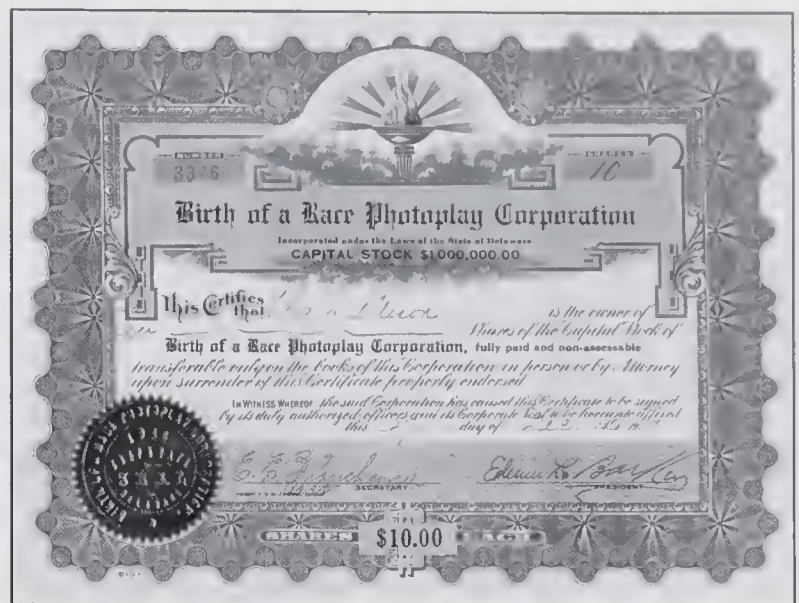 NUMBER
3346
SHARES
10
Birth of a Race Photoplay Corporation
Incorporated under the Laws of the State of Delaware
CAPITAL STOCK $1,000,000.00
This Certifies that
is the owner of
Shares of the Capital Stock of
Birth of a Race Photoplay Corporation, fully paid and non-assessable
transferable only on the books of this Corporation in person or by Attorney
upon surrender of this Certificate properly endorsed
IN WITNESS WHEREOF the said Corporation has caused this Certificate to be signed
by its duly authorized officers and its Corporate Seal to be hereunto affixed
this day of
SECRETARY
Edwin L. Barker
PRESIDENT
SHARES $10.00 EACH